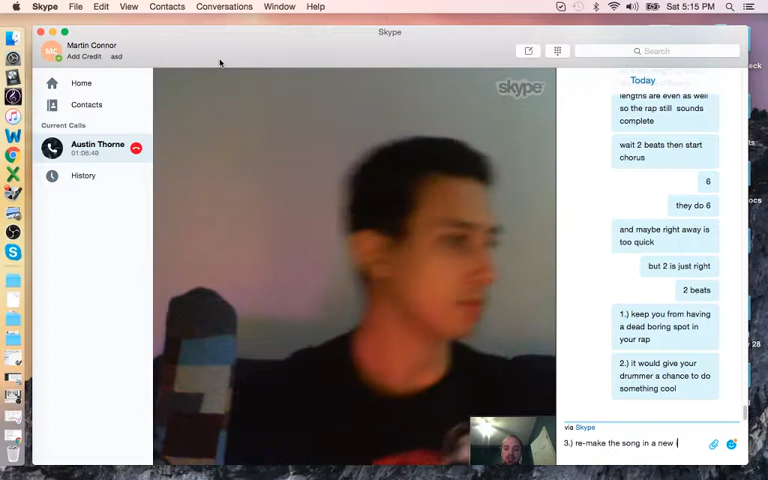 Skype File Edit View Contacts Conversations Window Help
Sat 5:15 PM
Skype
MC
Martin Connor
Add Credit asd
Search
Home
Contacts
Current Calls
Austin Thorne
01:06:49
History
skype
Today
lengths are even as well
so the rap still sounds
complete
wait 2 beats then start
chorus
6
they do 6
and maybe right away is
too quick
but 2 is just right
2 beats
1.) keep you from having
a dead boring spot in
your rap
2.) it would give your
drummer a chance to do
something cool
via Skype
3.) re-make the song in a new